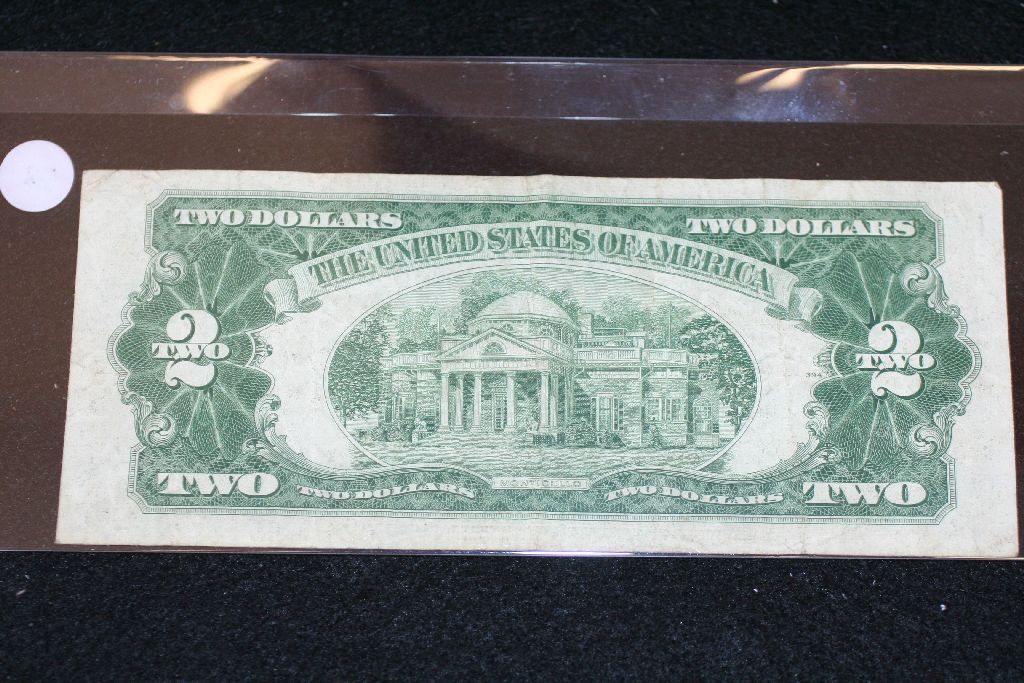 TWO DOLLARS TWO DOLLARS
THE UNITED STATES OF AMERICA
2 2
TWO TWO
TWO TWO DOLLARS MONTICELLO TWO DOLLARS TWO